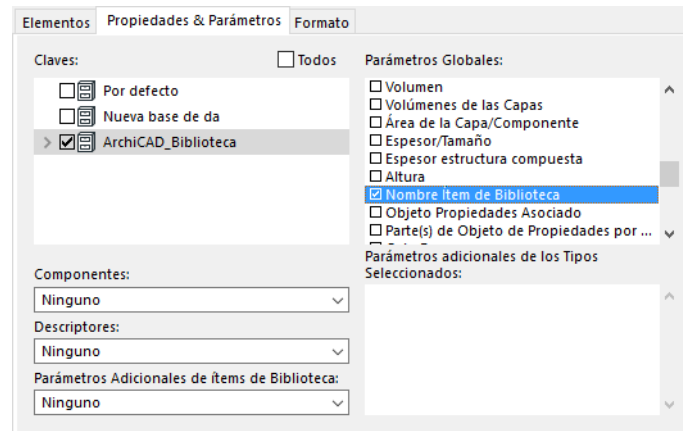 Elementos
Propiedades & Parámetros
Formato
Claves:
Todos
Por defecto
Nueva base de da
ArchiCAD_Biblioteca
Componentes:
Ninguno
Descriptores:
Ninguno
Parámetros Adicionales de ítems de Biblioteca:
Ninguno
Parámetros Globales:
Volumen
Volúmenes de las Capas
Área de la Capa/Componente
Espesor/Tamaño
Espesor estructura compuesta
Altura
Nombre Ítem de Biblioteca
Objeto Propiedades Asociado
Parte(s) de Objeto de Propiedades por ...
Parámetros adicionales de los Tipos
Seleccionados: